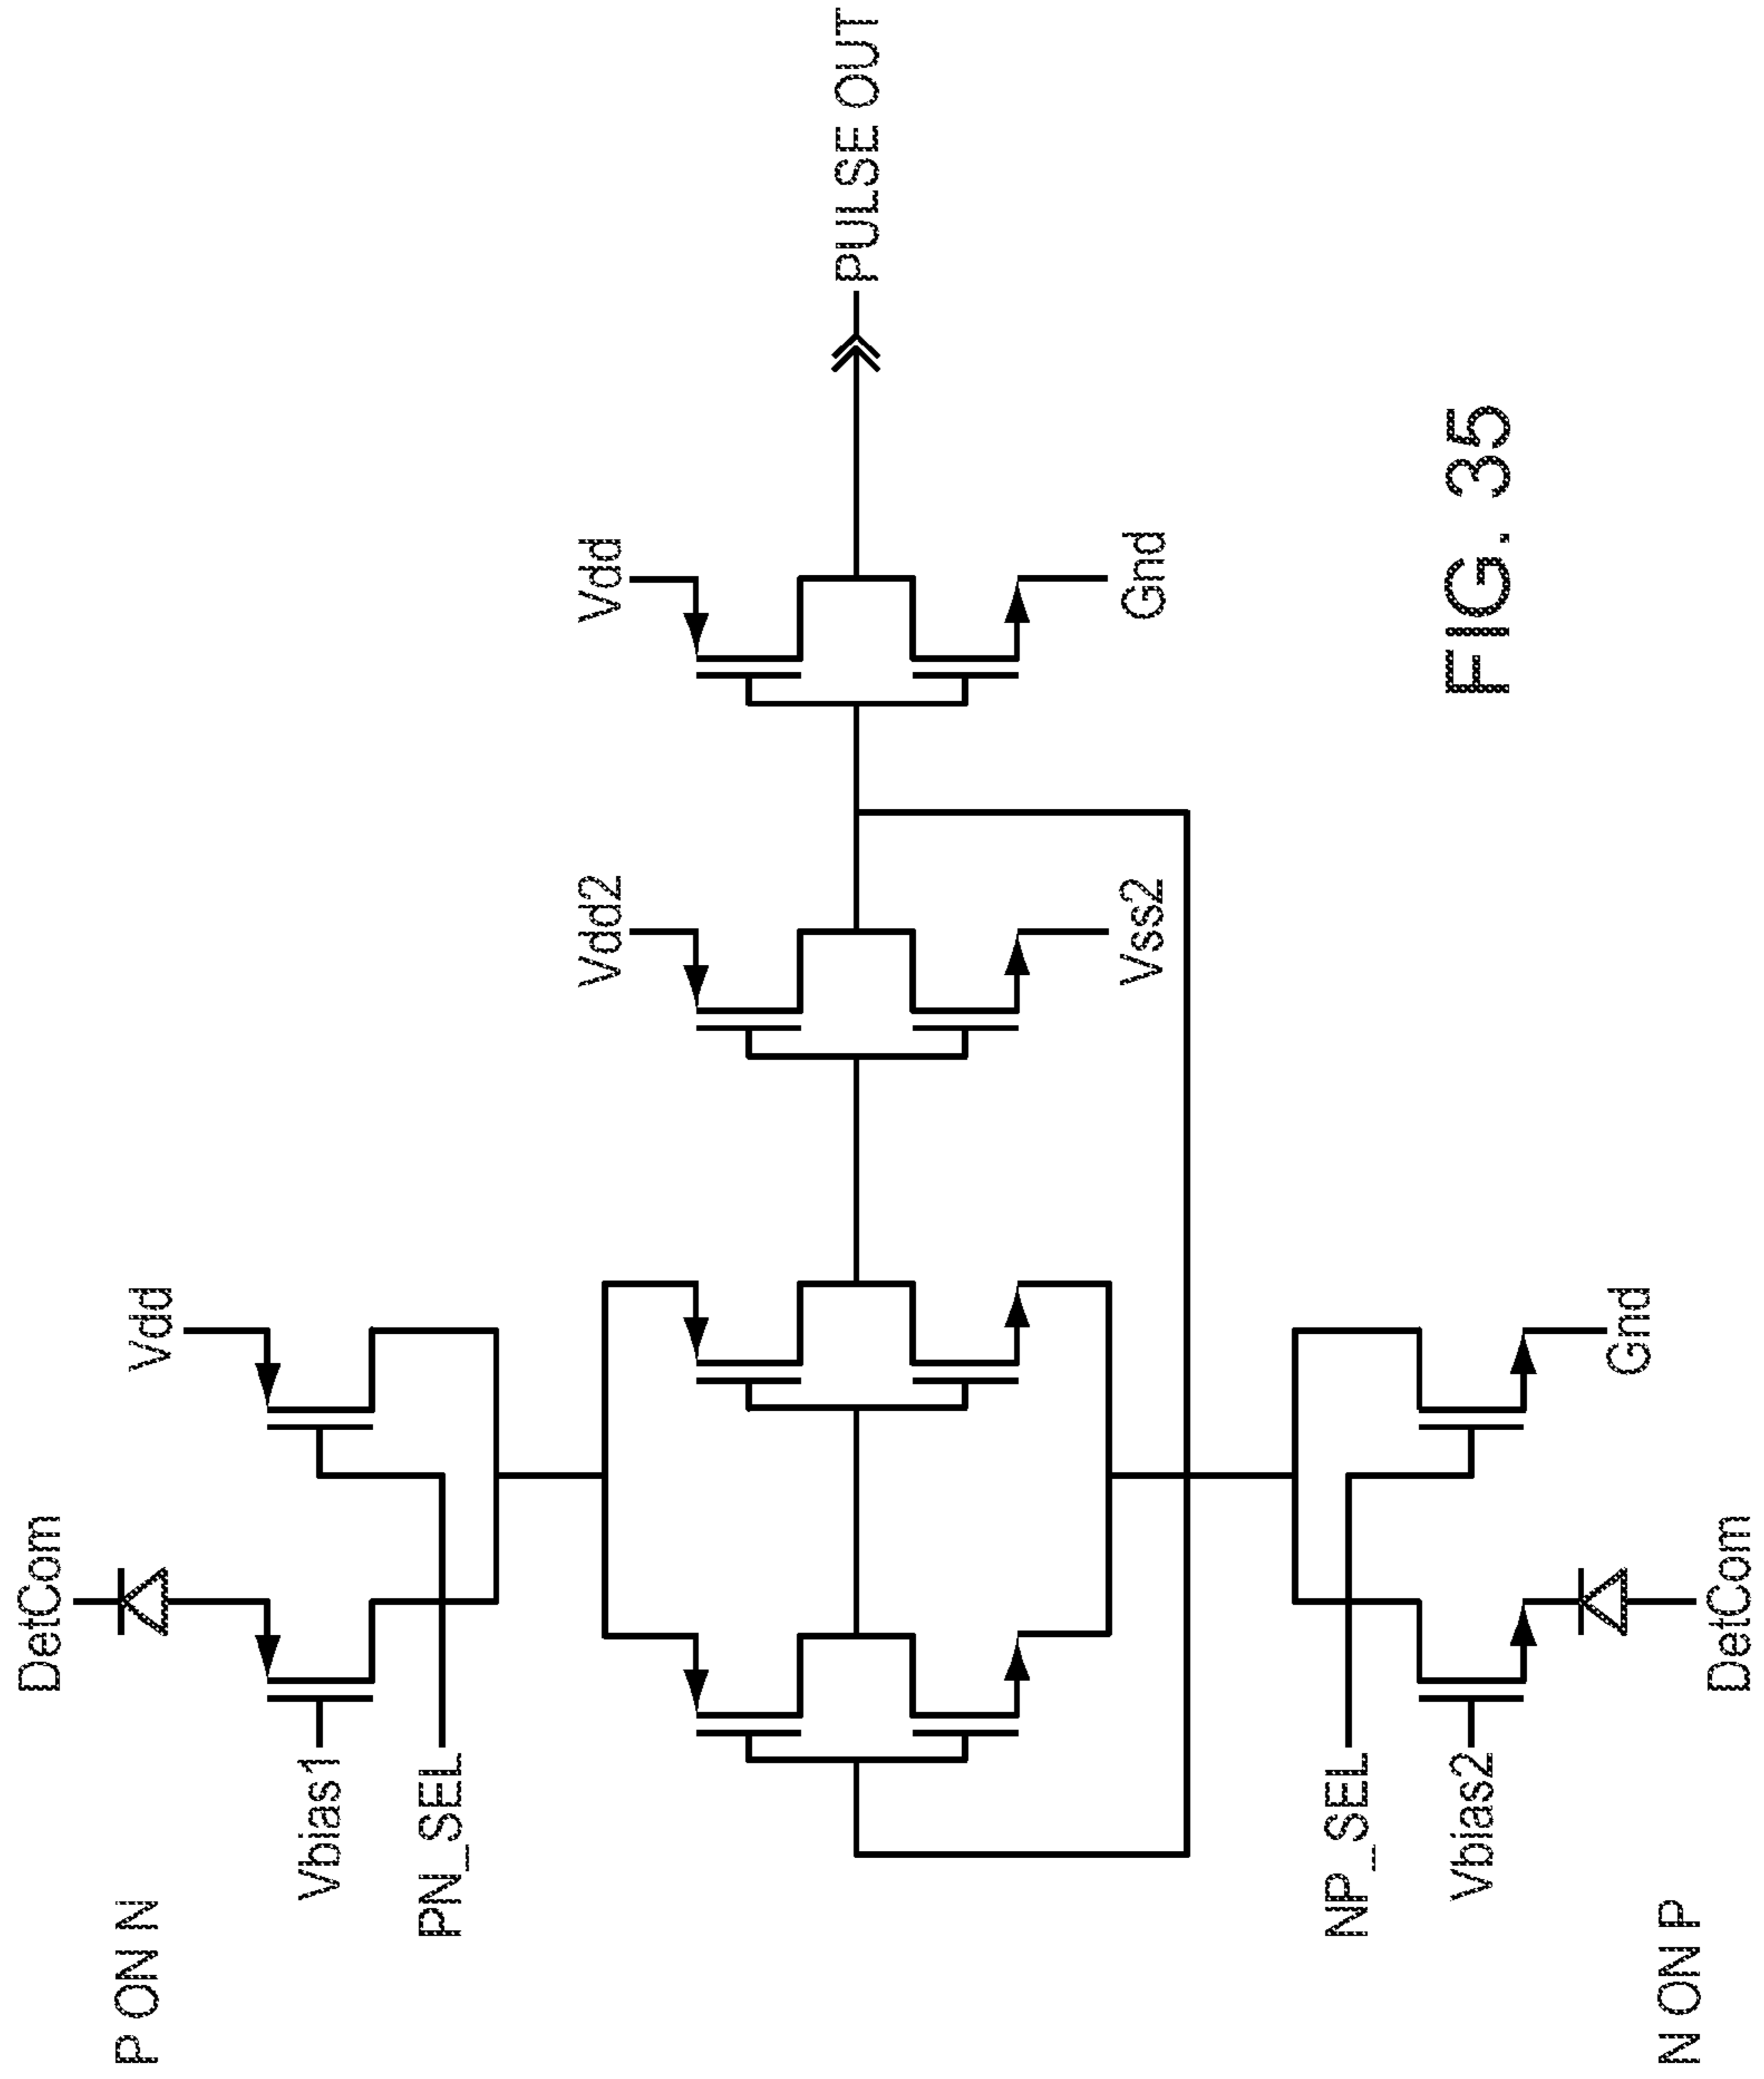 P ON N
DetCom
Vdd
Vbias1
PN_SEL
Vdd2
Vdd
PULSE OUT
Vss2
Gnd
NP_SEL
Vbias2
Gnd
N ON P
DetCom
FIG. 35